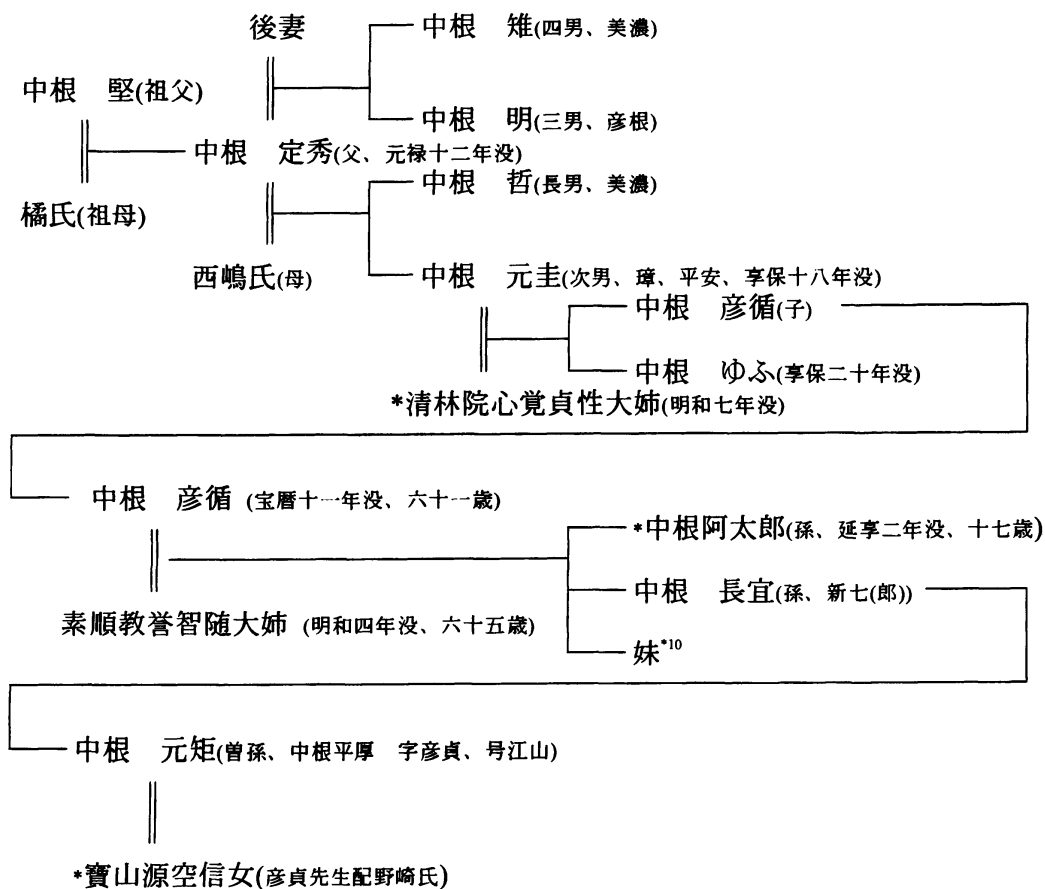 後妻
中根　雉(四男、美濃)
中根　堅(祖父)
中根　明(三男、彦根)
中根　定秀(父、元禄十二年没)
中根　哲(長男、美濃)
橘氏(祖母)
西嶋氏(母)
中根　元圭(次男、璋、平安、享保十八年没)
中根　彦循(子)
中根　ゆふ(享保二十年没)
*清林院心覚貞性大姉(明和七年没)
中根　彦循 (宝暦十一年没、六十一歳)
*中根阿太郎(孫、延享二年没、十七歳)
中根　長宜(孫、新七(郎))
素順教誉智随大姉 (明和四年没、六十五歳)
妹*10
中根　元矩(曽孫、中根平厚　字彦貞、号江山)
*寶山源空信女(彦貞先生配野崎氏)